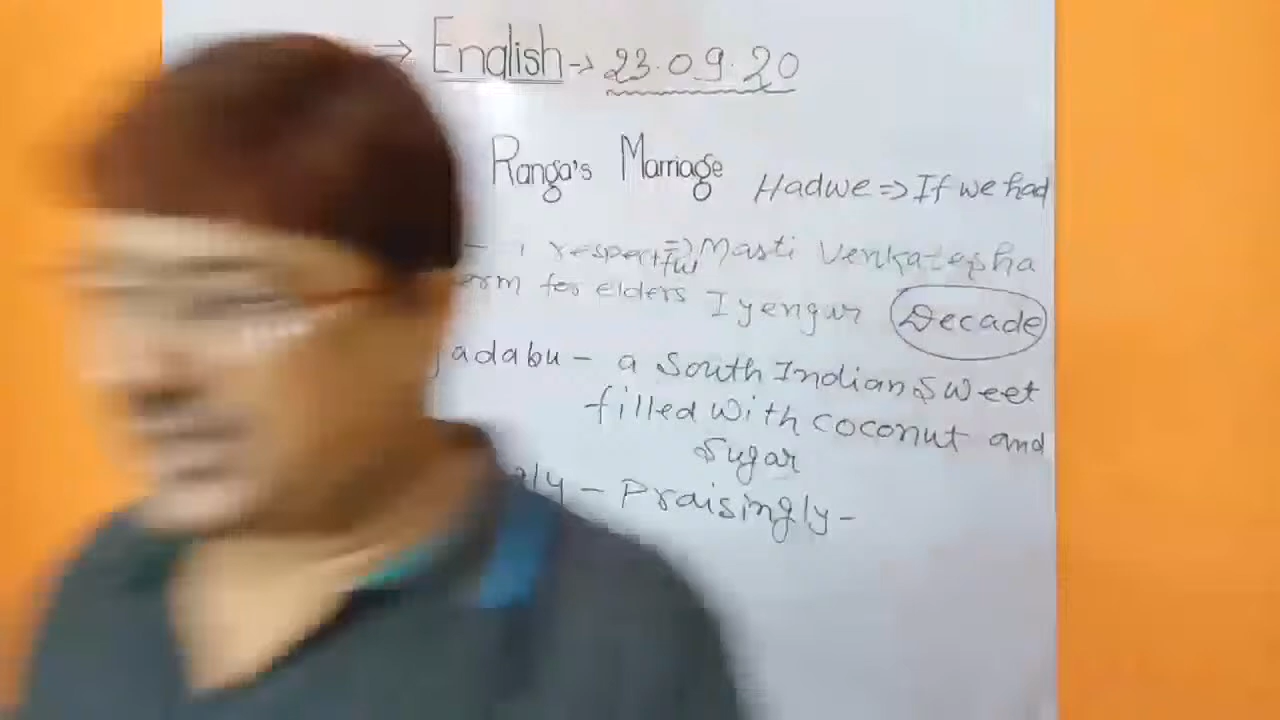 ⇒ English → 23.09.20
Ranga's Marriage
Hadwe ⇒ If we had
- respectful ⇒ Masti Venkatesha
for elders Iyengar Decade
adabu - a South Indian Sweet
filled with coconut and
Sugar
ly - Praisingly -